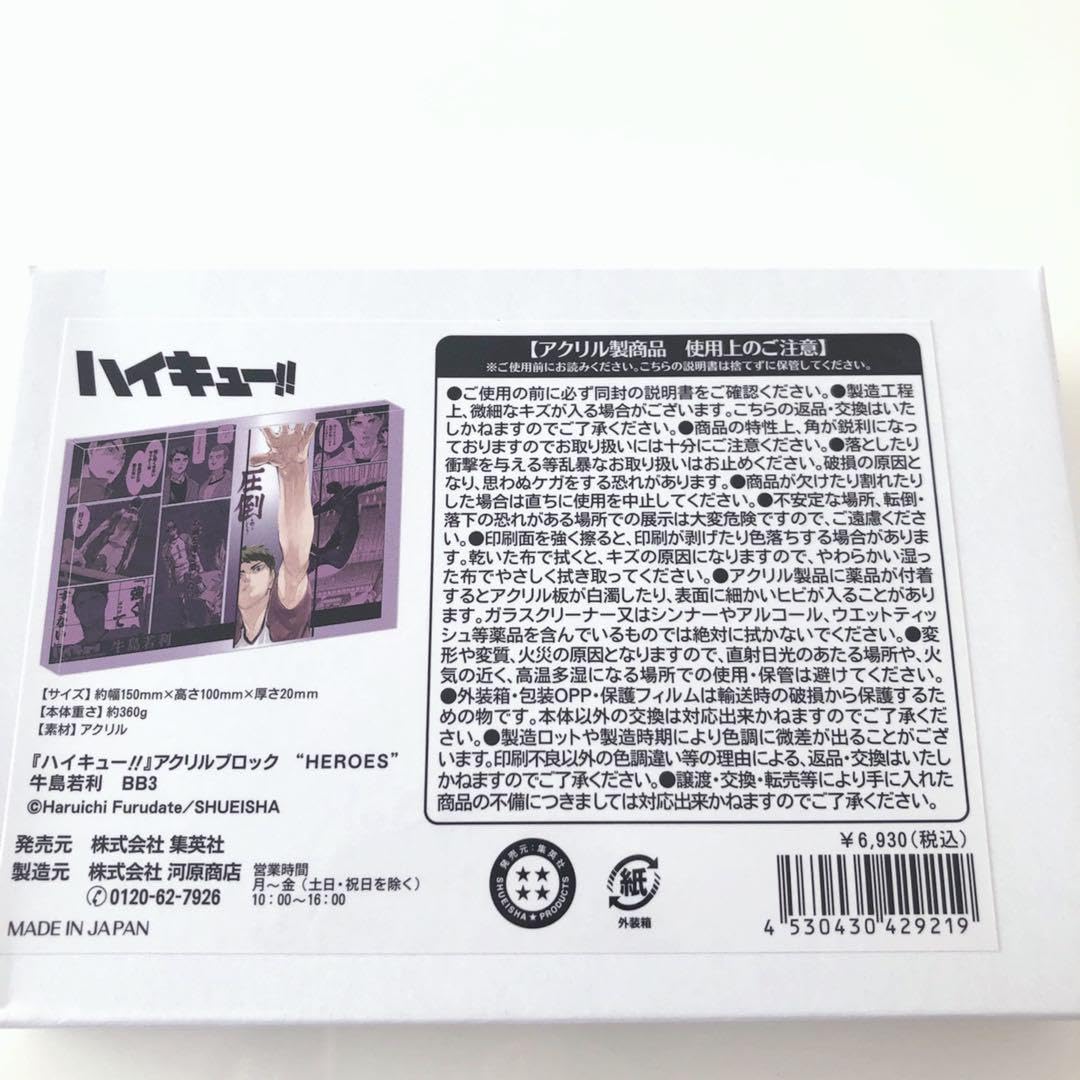 ハイキュー!!
圧倒
強くて
すまない
牛島若利
【サイズ】約幅150mm×高さ100mm×厚さ20mm
【本体重さ】約360g
【素材】アクリル
『ハイキュー!!』アクリルブロック “HEROES”
牛島若利 BB3
©Haruichi Furudate/SHUEISHA
発売元 株式会社 集英社
製造元 株式会社 河原商店
0120-62-7926
営業時間
月〜金（土日・祝日を除く）
10：00〜16：00
MADE IN JAPAN
【アクリル製商品 使用上のご注意】
※ご使用前にお読みください。こちらの説明書は捨てずに保管してください。
●ご使用の前に必ず同封の説明書をご確認ください。●製造工程
上、微細なキズが入る場合がございます。こちらの返品・交換はいた
しかねますのでご了承ください。●商品の特性上、角が鋭利になっ
ておりますのでお取り扱いには十分にご注意ください。●落としたり
衝撃を与える等乱暴なお取り扱いはお止めください。破損の原因と
なり、思わぬケガをする恐れがあります。●商品が欠けたり割れたり
した場合は直ちに使用を中止してください。●不安定な場所、転倒・
落下の恐れがある場所での展示は大変危険ですので、ご遠慮くださ
い。●印刷面を強く擦ると、印刷が剥げたり色落ちする場合がありま
す。乾いた布で拭くと、キズの原因になりますので、やわらかい湿っ
た布でやさしく拭き取ってください。●アクリル製品に薬品が付着
するとアクリル板が白濁したり、表面に細かいヒビが入ることがあり
ます。ガラスクリーナー又はシンナーやアルコール、ウエットティッ
シュ等薬品を含んでいるものでは絶対に拭かないでください。●変
形や変質、火災の原因となりますので、直射日光のあたる場所や、火
気の近く、高温多湿になる場所での使用・保管は避けてください。
●外装箱・包装OPP・保護フィルムは輸送時の破損から保護するた
めの物です。本体以外の交換は対応出来かねますのでご了承くだ
さい。●製造ロットや製造時期により色調に微差が出ることがござ
います。印刷不良以外の色調違い等の理由による、返品・交換はいた
しかねますのでご了承ください。●譲渡・交換・転売等により手に入れた
商品の不備につきましては対応出来かねますのでご了承ください。
￥6,930（税込）
発売元：集英社
SHUEISHA★PRODUCTS
紙
外装箱
4 530430 429219